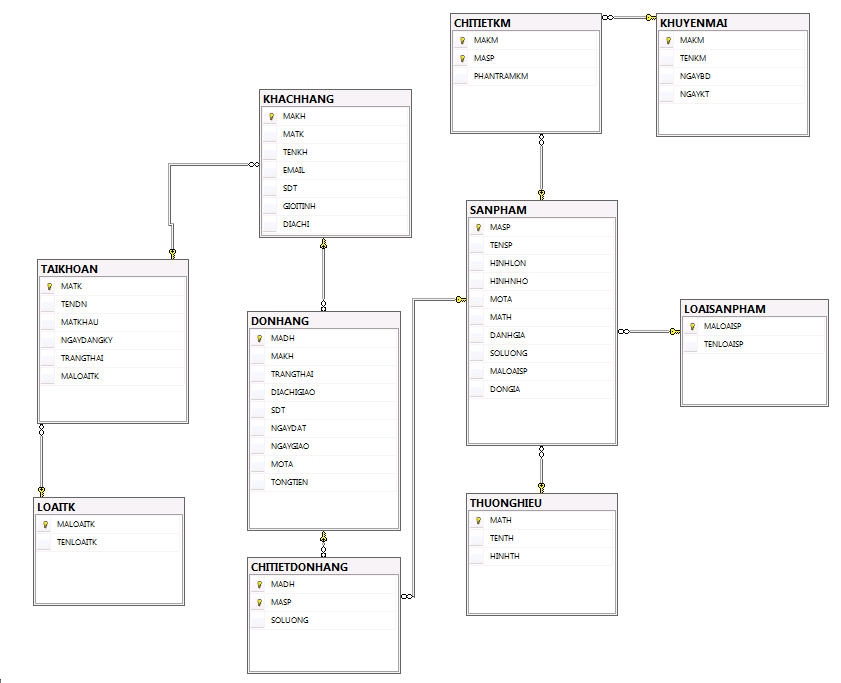 CHITIETKM
MAKM
MASP
PHANTRAMKM
KHUYENMAI
MAKM
TENKM
NGAYBD
NGAYKT
KHACHHANG
MAKH
MATK
TENKH
EMAIL
SDT
GIOITINH
DIACHI
SANPHAM
MASP
TENSP
HINHLON
HINHNHO
MOTA
MATH
DANHGIA
SOLUONG
MALOAISP
DONGIA
TAIKHOAN
MATK
TENDN
MATKHAU
NGAYDANGKY
TRANGTHAI
MALOAITK
LOAISANPHAM
MALOAISP
TENLOAISP
DONHANG
MADH
MAKH
TRANGTHAI
DIACHIGIAO
SDT
NGAYDAT
NGAYGIAO
MOTA
TONGTIEN
LOAITK
MALOAITK
TENLOAITK
THUONGHIEU
MATH
TENTH
HINHTH
CHITIETDONHANG
MADH
MASP
SOLUONG